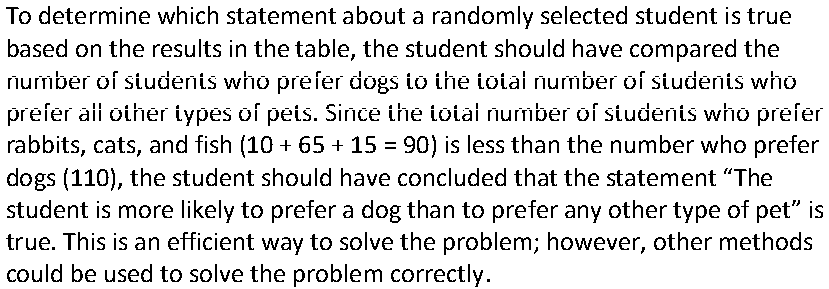 To determine which statement about a randomly selected student is true
based on the results in the table, the student should have compared the
number of students who prefer dogs to the total number of students who
prefer all other types of pets. Since the total number of students who prefer
rabbits, cats, and fish (10 + 65 + 15 = 90) is less than the number who prefer
dogs (110), the student should have concluded that the statement “The
student is more likely to prefer a dog than to prefer any other type of pet” is
true. This is an efficient way to solve the problem; however, other methods
could be used to solve the problem correctly.